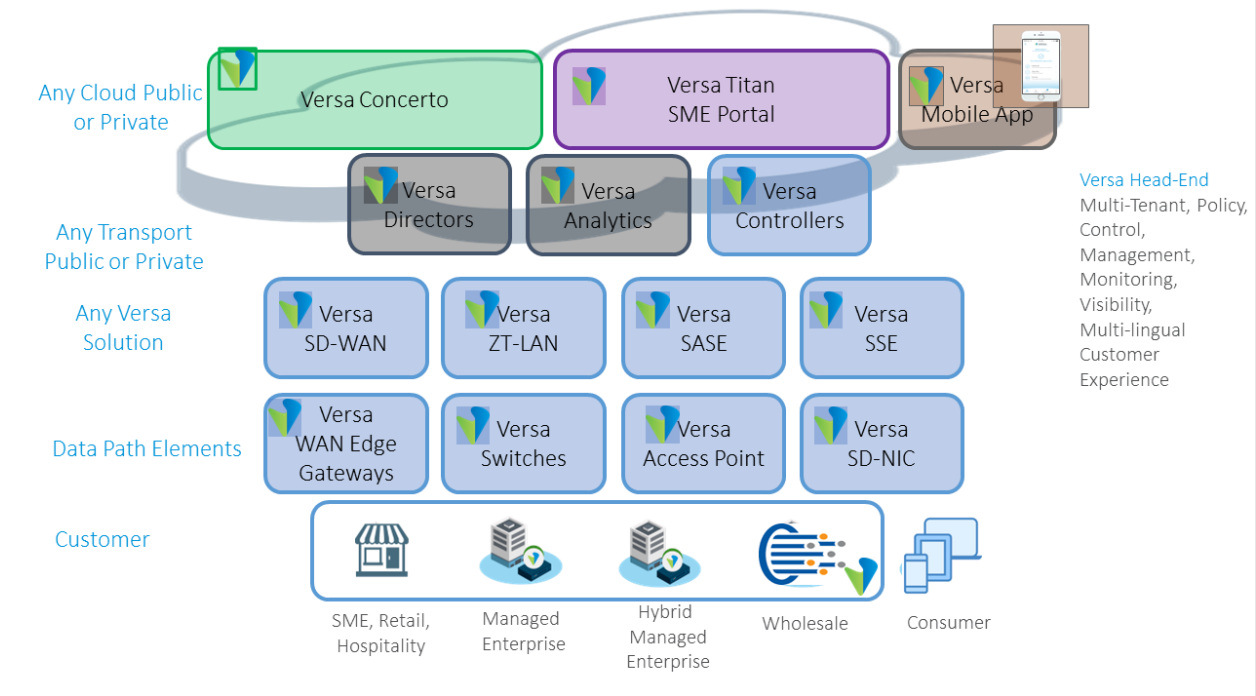 Any Cloud Public
or Private
Versa Concerto
Versa Titan
SME Portal
Versa
Mobile App
Versa
Directors
Versa
Analytics
Versa
Controllers
Any Transport
Public or Private
Versa Head-End
Multi-Tenant, Policy,
Control,
Management,
Monitoring,
Visibility,
Multi-lingual
Customer
Experience
Any Versa
Solution
Versa
SD-WAN
Versa
ZT-LAN
Versa
SASE
Versa
SSE
Data Path Elements
Versa
WAN Edge
Gateways
Versa
Switches
Versa
Access Point
Versa
SD-NIC
Customer
SME, Retail,
Hospitality
Managed
Enterprise
Hybrid
Managed
Enterprise
Wholesale
Consumer